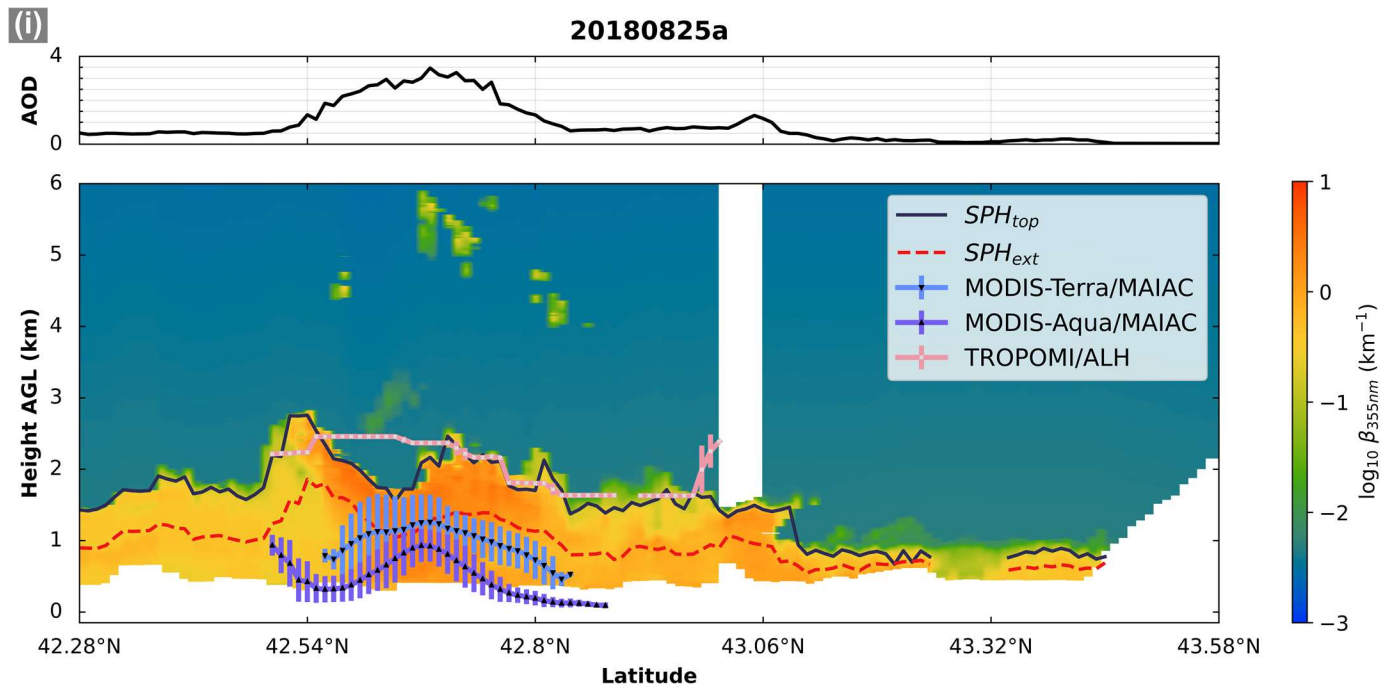 (i)
20180825a
AOD
4
0
Height AGL (km)
6
5
4
3
2
1
0
SPHtop
SPHext
MODIS-Terra/MAIAC
MODIS-Aqua/MAIAC
TROPOMI/ALH
42.28°N 42.54°N 42.8°N 43.06°N 43.32°N 43.58°N
Latitude
1
0
−1
−2
−3
log10 β355nm (km−1)